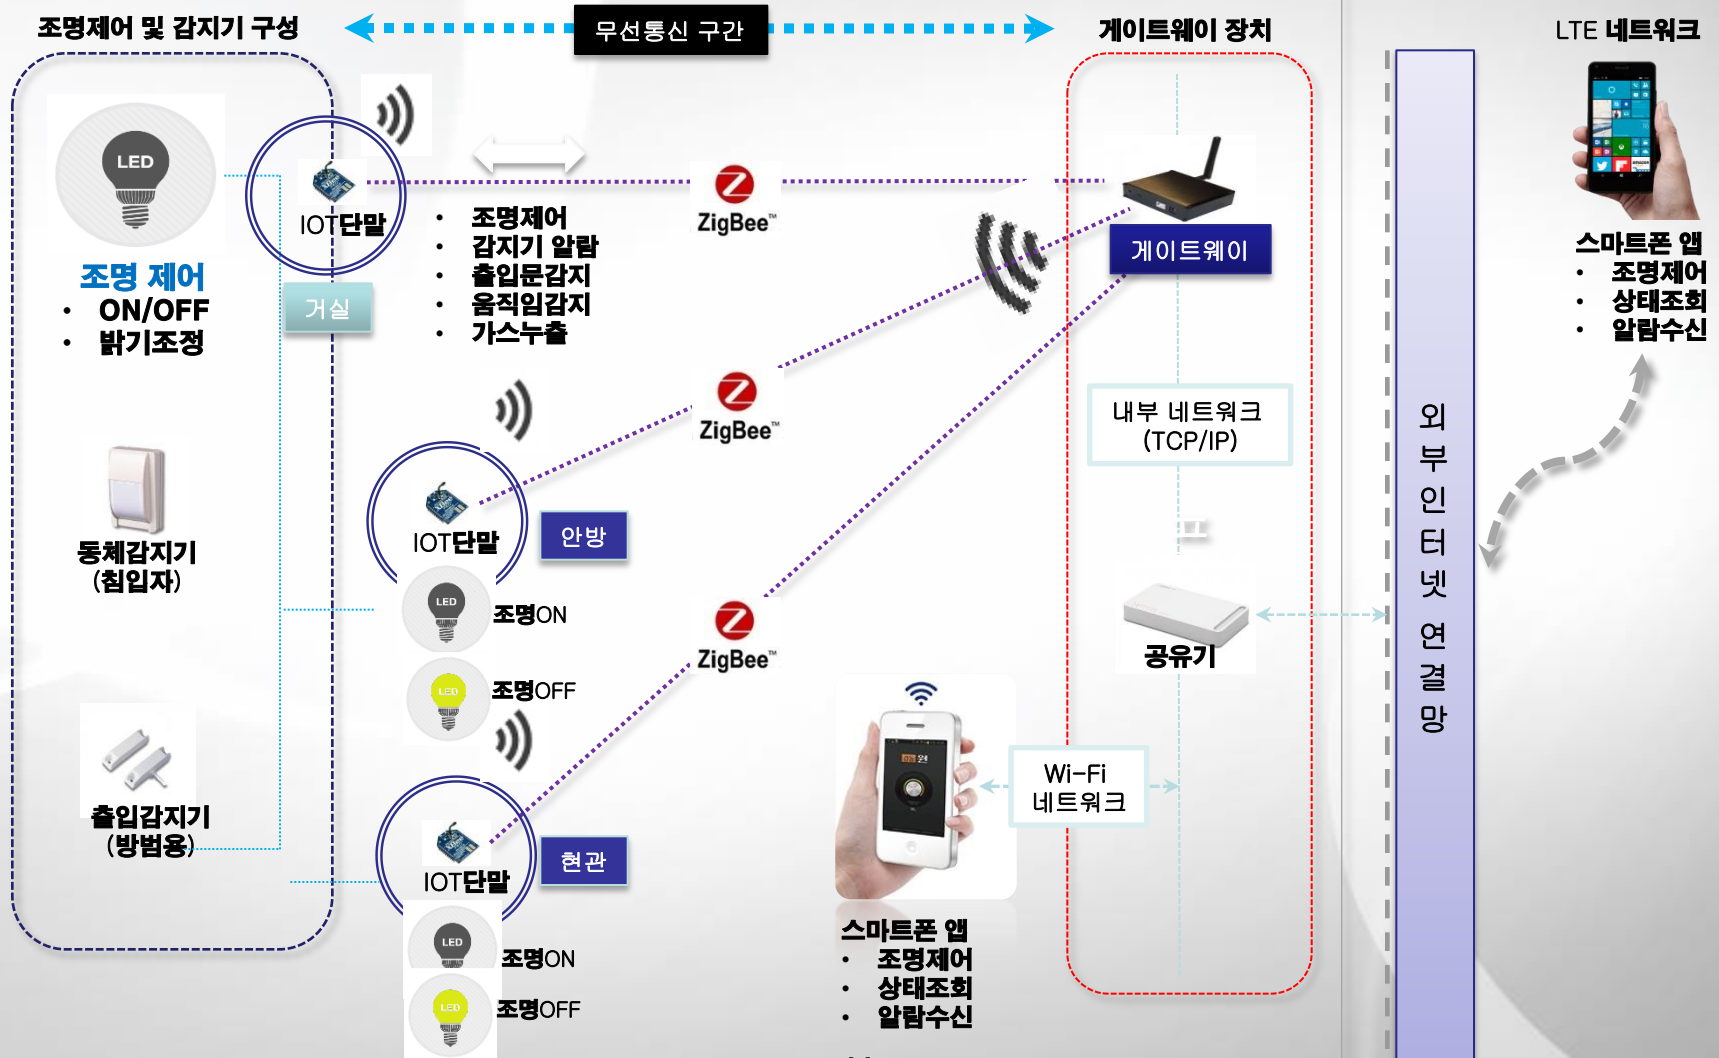 조명제어 및 감지기 구성
무선통신 구간
게이트웨이 장치
LTE 네트워크
LED
IOT단말
조명 제어
• ON/OFF
• 밝기조정
거실
• 조명제어
• 감지기 알람
• 출입문감지
• 움직임감지
• 가스누출
ZigBee™
게이트웨이
스마트폰 앱
• 조명제어
• 상태조회
• 알람수신
ZigBee™
내부 네트워크
(TCP/IP)
외부인터넷 연결망
동체감지기
(침입자)
IOT단말
안방
LED
조명ON
LED
조명OFF
ZigBee™
공유기
출입감지기
(방범용)
IOT단말
현관
LED
조명ON
LED
조명OFF
Wi-Fi
네트워크
스마트폰 앱
• 조명제어
• 상태조회
• 알람수신